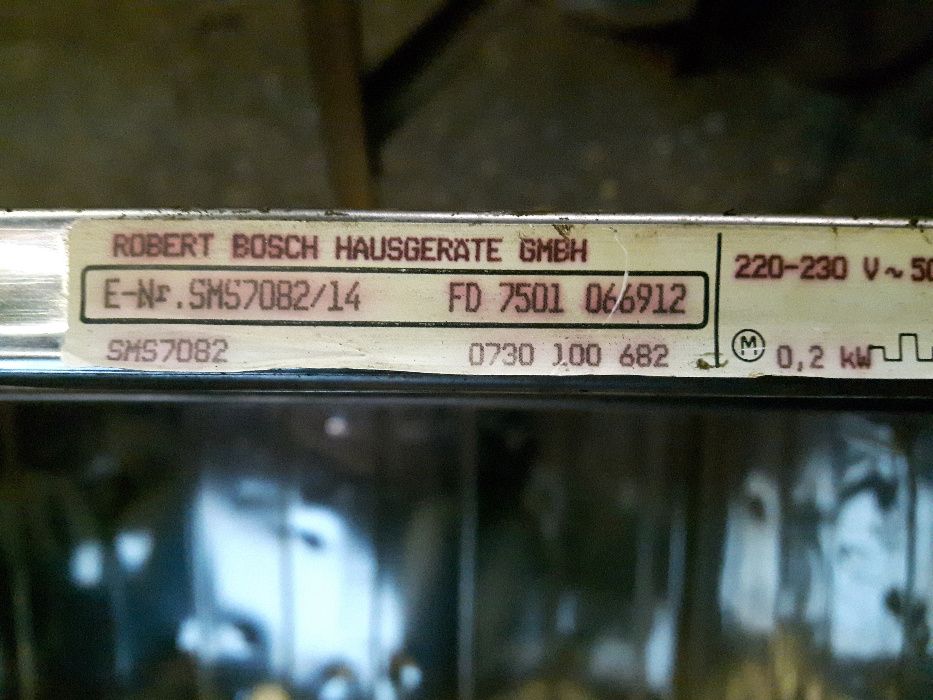 ROBERT BOSCH HAUSGERÄTE GMBH
E-Nr.SMS7082/14 FD 7501 066912
SMS7082 0730 100 682
220-230 V~50
M 0,2 kW